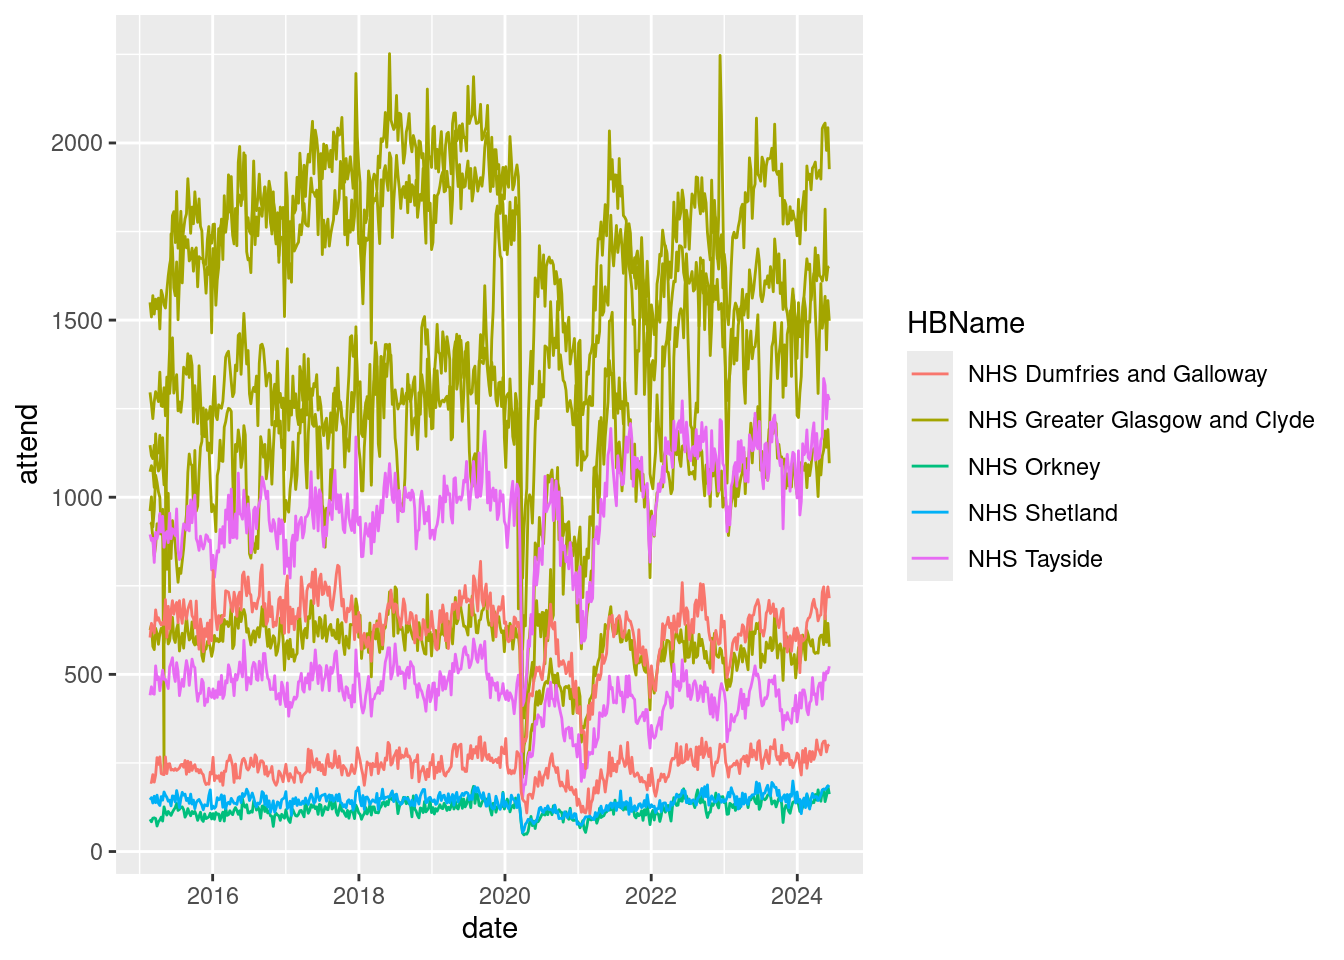 2000
1500
1000
500
0
attend
2016
2018
2020
2022
2024
date
HBName
NHS Dumfries and Galloway
NHS Greater Glasgow and Clyde
NHS Orkney
NHS Shetland
NHS Tayside